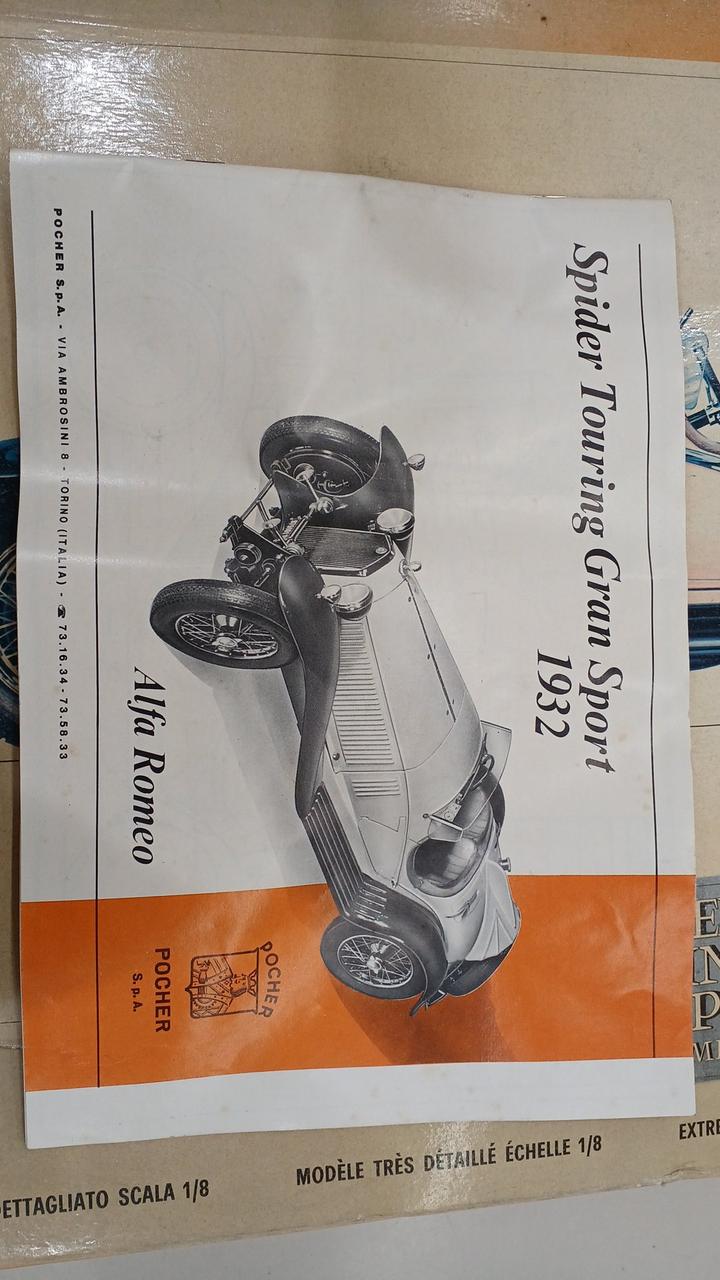 Spider Touring Gran Sport
1932
Alfa Romeo
POCHER
POCHER
S.p.A.
POCHER S.p.A. - VIA AMBROSINI 8 - TORINO (ITALIA) - ☎ 73.16.34 - 73.58.33
DETTAGLIATO SCALA 1/8
MODÈLE TRÈS DÉTAILLÉ ÉCHELLE 1/8